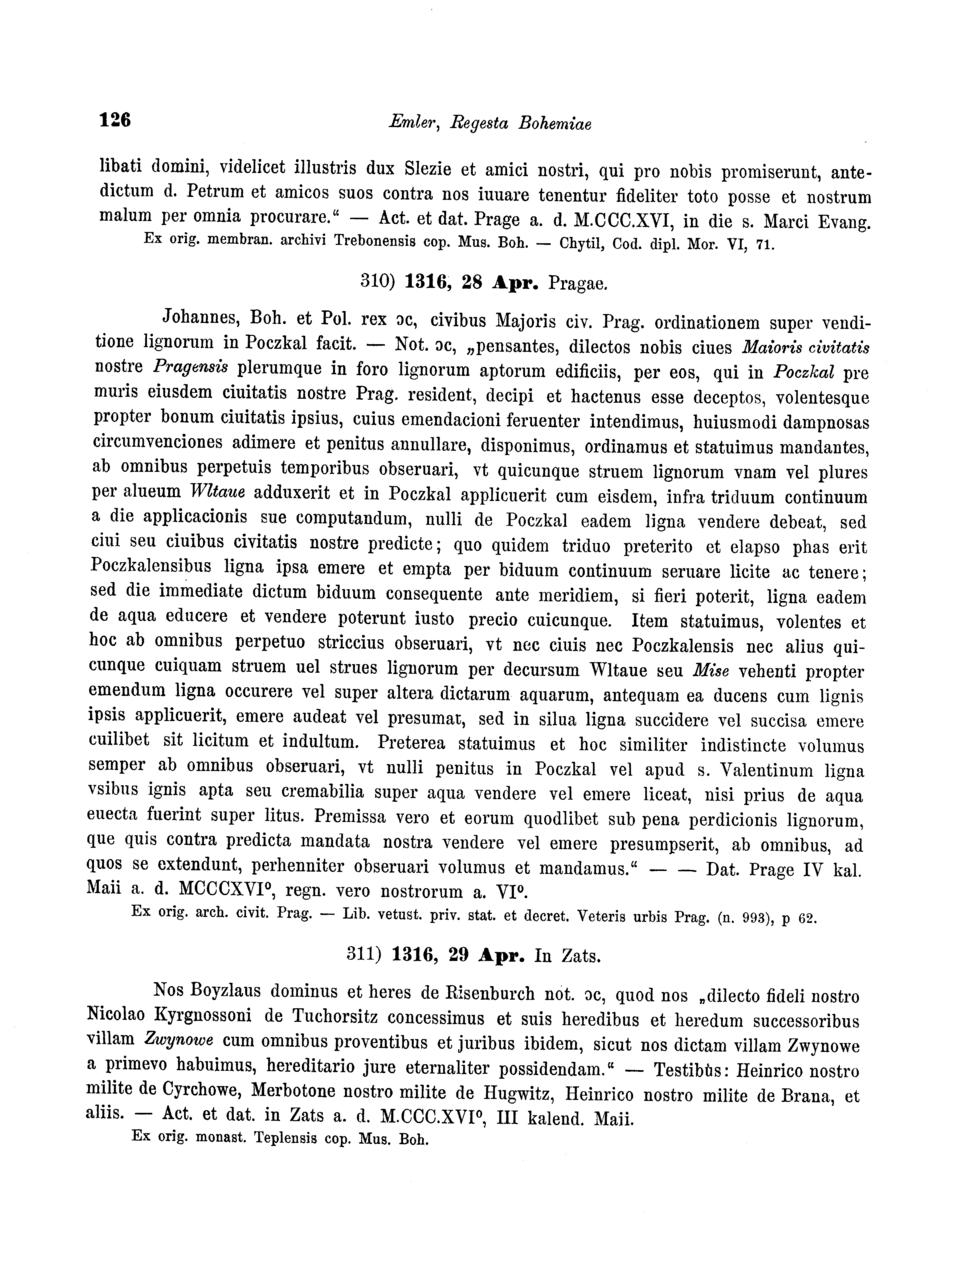 126
Emler, Regesta Bohemiae
libati domini, videlicet illustris dux Slezie et amici nostri, qui pro nobis promiserunt, ante-
dictum d. Petrum et amicos suos contra nos iuuare tenentur fideliter toto posse et nostrum
malum per omnia procurare.“ — Act. et dat. Prage a. d. M.CCC.XVI, in die s. Marci Evang.
Ex orig. membran. archivi Trebonensis cop. Mus. Boh. — Chytil, Cod. dipl. Mor. VI, 71.
310) 1316, 28 Apr. Pragae.
Johannes, Boh. et Pol. rex ɔc, civibus Majoris civ. Prag. ordinationem super vendi-
tione lignorum in Poczkal facit. — Not. ɔc, „pensantes, dilectos nobis ciues Maioris civitatis
nostre Pragensis plerumque in foro lignorum aptorum edificiis, per eos, qui in Poczkal pre
muris eiusdem ciuitatis nostre Prag. resident, decipi et hactenus esse deceptos, volentesque
propter bonum ciuitatis ipsius, cuius emendacioni feruenter intendimus, huiusmodi dampnosas
circumvenciones adimere et penitus annullare, disponimus, ordinamus et statuimus mandantes,
ab omnibus perpetuis temporibus obseruari, vt quicunque struem lignorum vnam vel plures
per alueum Wltaue adduxerit et in Poczkal applicuerit cum eisdem, infra triduum continuum
a die applicacionis sue computandum, nulli de Poczkal eadem ligna vendere debeat, sed
ciui seu ciuibus civitatis nostre predicte; quo quidem triduo preterito et elapso phas erit
Poczkalensibus ligna ipsa emere et empta per biduum continuum seruare licite ac tenere;
sed die immediate dictum biduum consequente ante meridiem, si fieri poterit, ligna eadem
de aqua educere et vendere poterunt iusto precio cuicunque. Item statuimus, volentes et
hoc ab omnibus perpetuo striccius obseruari, vt nec ciuis nec Poczkalensis nec alius qui-
cunque cuiquam struem uel strues lignorum per decursum Wltaue seu Mise vehenti propter
emendum ligna occurere vel super altera dictarum aquarum, antequam ea ducens cum lignis
ipsis applicuerit, emere audeat vel presumat, sed in silua ligna succidere vel succisa emere
cuilibet sit licitum et indultum. Preterea statuimus et hoc similiter indistincte volumus
semper ab omnibus obseruari, vt nulli penitus in Poczkal vel apud s. Valentinum ligna
vsibus ignis apta seu cremabilia super aqua vendere vel emere liceat, nisi prius de aqua
euecta fuerint super litus. Premissa vero et eorum quodlibet sub pena perdicionis lignorum,
que quis contra predicta mandata nostra vendere vel emere presumpserit, ab omnibus, ad
quos se extendunt, perhenniter obseruari volumus et mandamus.“ — — Dat. Prage IV kal.
Maii a. d. MCCCXVI⁰, regn. vero nostrorum a. VI⁰.
Ex orig. arch. civit. Prag. — Lib. vetust. priv. stat. et decret. Veteris urbis Prag. (n. 993), p 62.
311) 1316, 29 Apr. In Zats.
Nos Boyzlaus dominus et heres de Risenburch not. ɔc, quod nos „dilecto fideli nostro
Nicolao Kyrgnossoni de Tuchorsitz concessimus et suis heredibus et heredum successoribus
villam Zwynowe cum omnibus proventibus et juribus ibidem, sicut nos dictam villam Zwynowe
a primevo habuimus, hereditario jure eternaliter possidendam.“ — Testibus: Heinrico nostro
milite de Cyrchowe, Merbotone nostro milite de Hugwitz, Heinrico nostro milite de Brana, et
aliis. — Act. et dat. in Zats a. d. M.CCC.XVI⁰, III kalend. Maii.
Ex orig. monast. Teplensis cop. Mus. Boh.